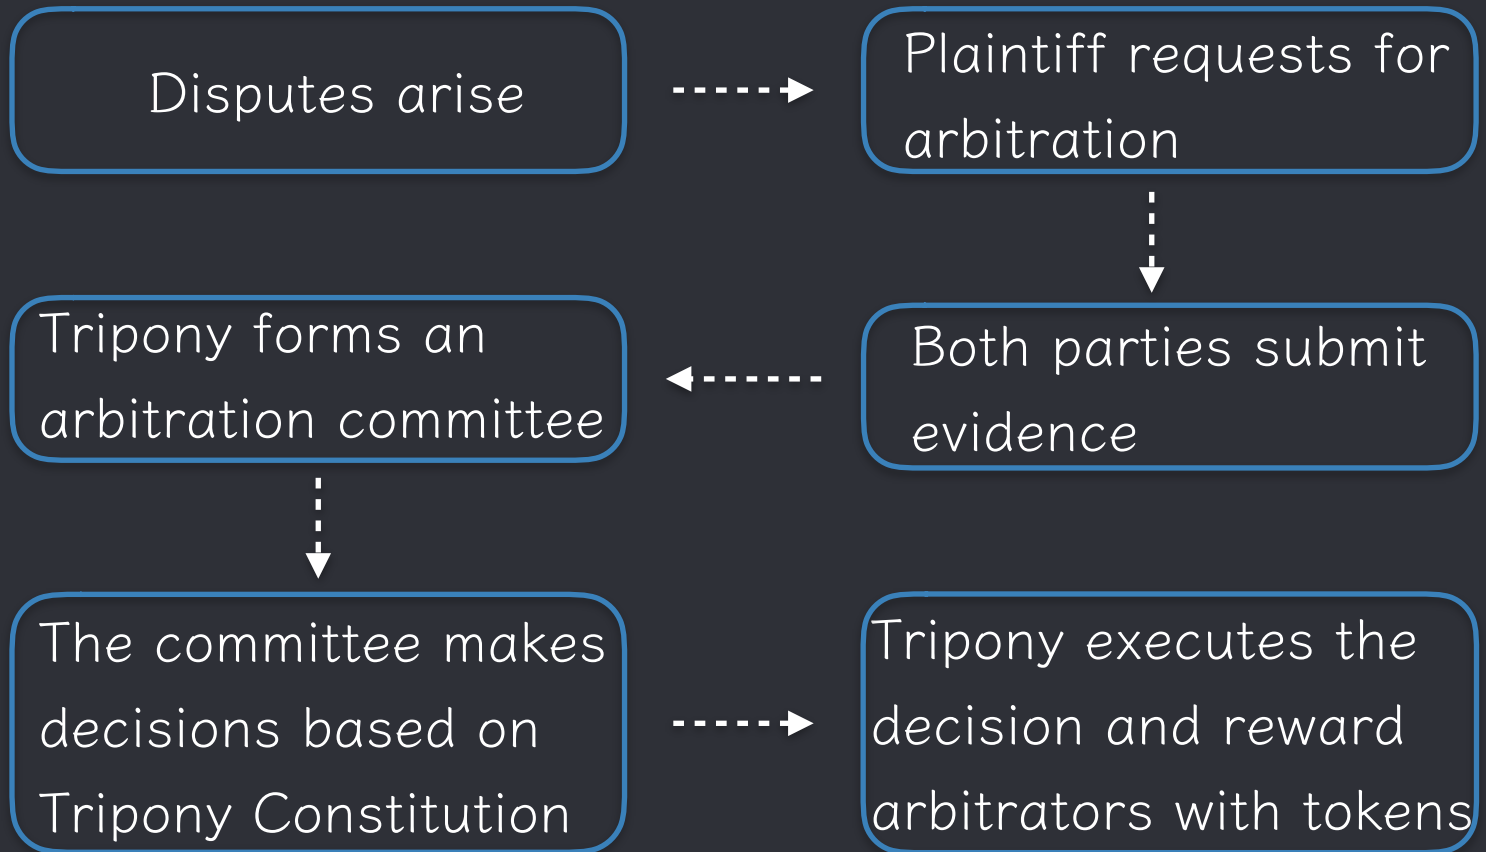 Disputes arise
Plaintiff requests for
arbitration
Both parties submit
evidence
Tripony forms an
arbitration committee
The committee makes
decisions based on
Tripony Constitution
Tripony executes the
decision and reward
arbitrators with tokens